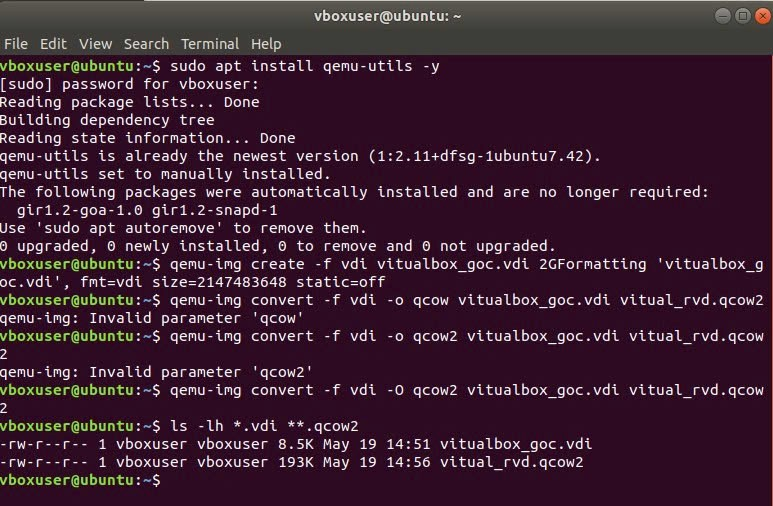 vboxuser@ubuntu: ~
File Edit View Search Terminal Help
vboxuser@ubuntu:~$ sudo apt install qemu-utils -y
[sudo] password for vboxuser:
Reading package lists... Done
Building dependency tree
Reading state information... Done
qemu-utils is already the newest version (1:2.11+dfsg-1ubuntu7.42).
qemu-utils set to manually installed.
The following packages were automatically installed and are no longer required:
  gir1.2-goa-1.0 gir1.2-snapd-1
Use 'sudo apt autoremove' to remove them.
0 upgraded, 0 newly installed, 0 to remove and 0 not upgraded.
vboxuser@ubuntu:~$ qemu-img create -f vdi vitualbox_goc.vdi 2GFormatting 'vitualbox_g
oc.vdi', fmt=vdi size=2147483648 static=off
vboxuser@ubuntu:~$ qemu-img convert -f vdi -o qcow vitualbox_goc.vdi vitual_rvd.qcow2
qemu-img: Invalid parameter 'qcow'
vboxuser@ubuntu:~$ qemu-img convert -f vdi -o qcow2 vitualbox_goc.vdi vitual_rvd.qcow
2
qemu-img: Invalid parameter 'qcow2'
vboxuser@ubuntu:~$ qemu-img convert -f vdi -O qcow2 vitualbox_goc.vdi vitual_rvd.qcow
2
vboxuser@ubuntu:~$ ls -lh *.vdi **.qcow2
-rw-r--r-- 1 vboxuser vboxuser 8.5K May 19 14:51 vitualbox_goc.vdi
-rw-r--r-- 1 vboxuser vboxuser 193K May 19 14:56 vitual_rvd.qcow2
vboxuser@ubuntu:~$